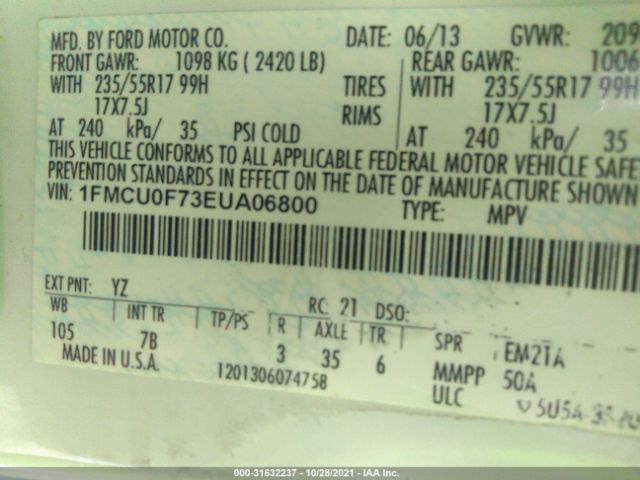 MFD. BY FORD MOTOR CO. DATE: 06/13 GVWR: 209
FRONT GAWR: 1098 KG ( 2420 LB) REAR GAWR: 1006
WITH 235/55R17 99H TIRES WITH 235/55R17 99H
17X7.5J RIMS 17X7.5J
AT 240 kPa/ 35 PSI COLD AT 240 kPa/ 35
THIS VEHICLE CONFORMS TO ALL APPLICABLE FEDERAL MOTOR VEHICLE SAFE
PREVENTION STANDARDS IN EFFECT ON THE DATE OF MANUFACTURE SHOWN
VIN: 1FMCU0F73EUA06800 TYPE: MPV
EXT PNT: YZ RC: 21 DSO:
WB INT TR TP/PS R AXLE TR SPR EM21A
105 7B 3 35 6 MMPP 50A
MADE IN U.S.A. 1201306074758 ULC
000-31632237 - 10/28/2021 - IAA Inc.